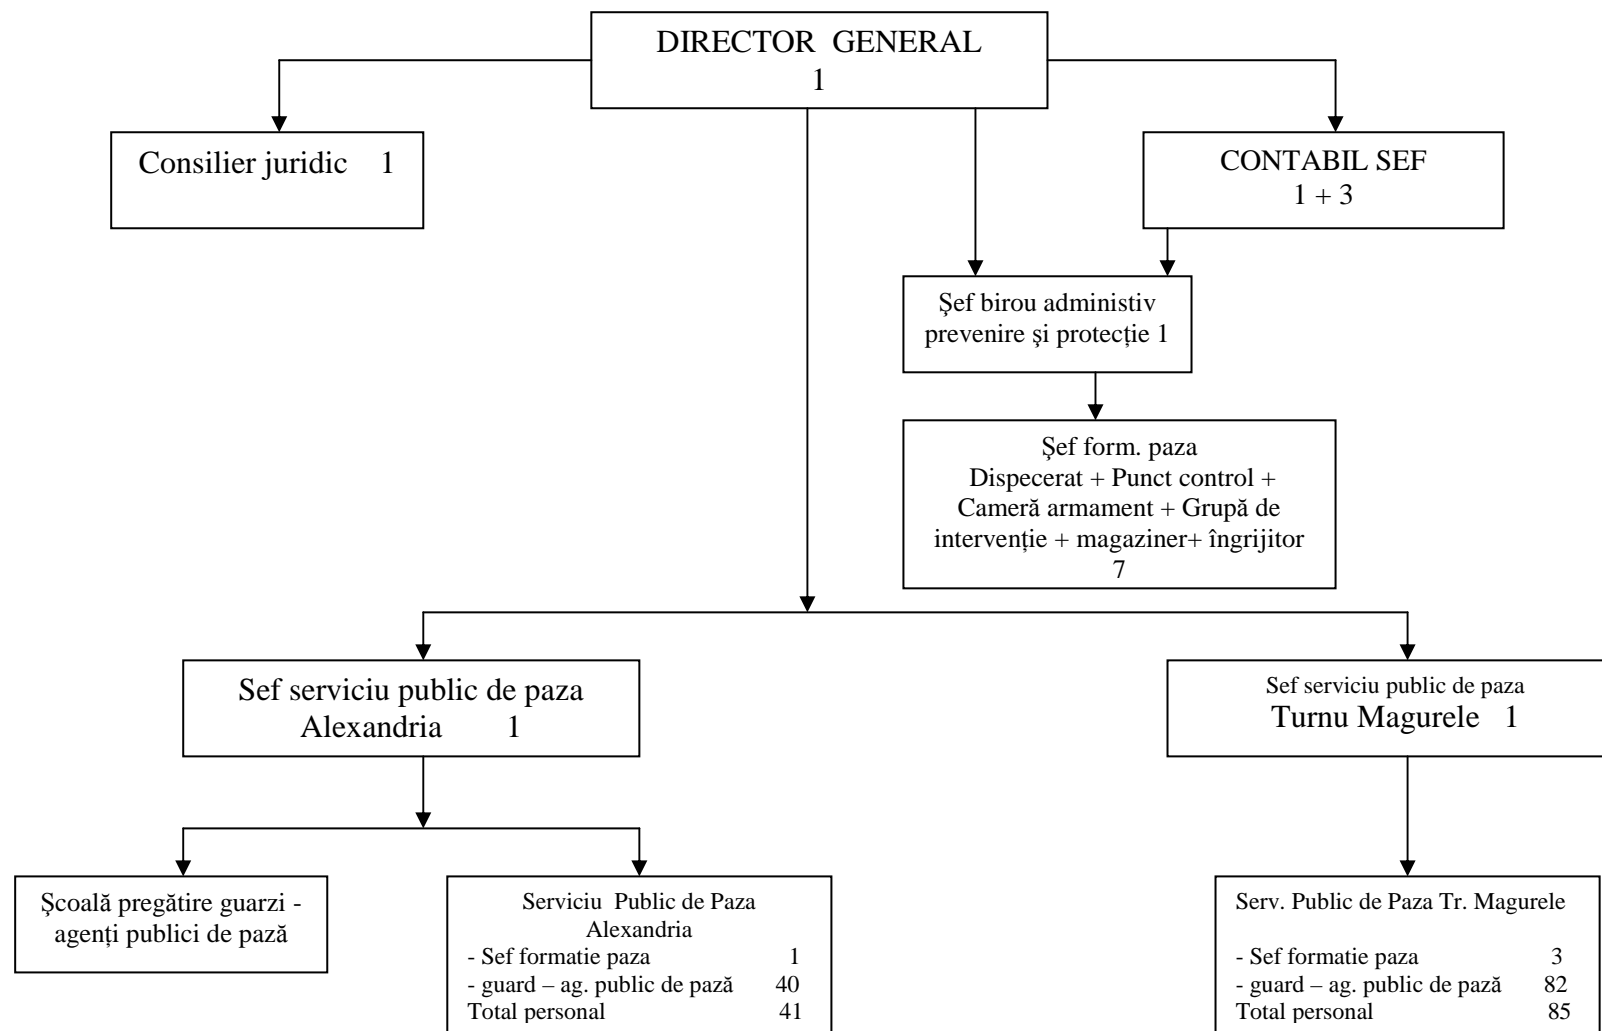 DIRECTOR GENERAL
1
Consilier juridic 1
CONTABIL SEF
1 + 3
Şef birou administiv
prevenire şi protecţie 1
Şef form. paza
Dispecerat + Punct control +
Cameră armament + Grupă de
intervenţie + magaziner+ îngrijitor
7
Sef serviciu public de paza
Alexandria 1
Sef serviciu public de paza
Turnu Magurele 1
Şcoală pregătire guarzi -
agenţi publici de pază
Serviciu Public de Paza
Alexandria
- Sef formatie paza 1
- guard – ag. public de pază 40
Total personal 41
Serv. Public de Paza Tr. Magurele
- Sef formatie paza 3
- guard – ag. public de pază 82
Total personal 85